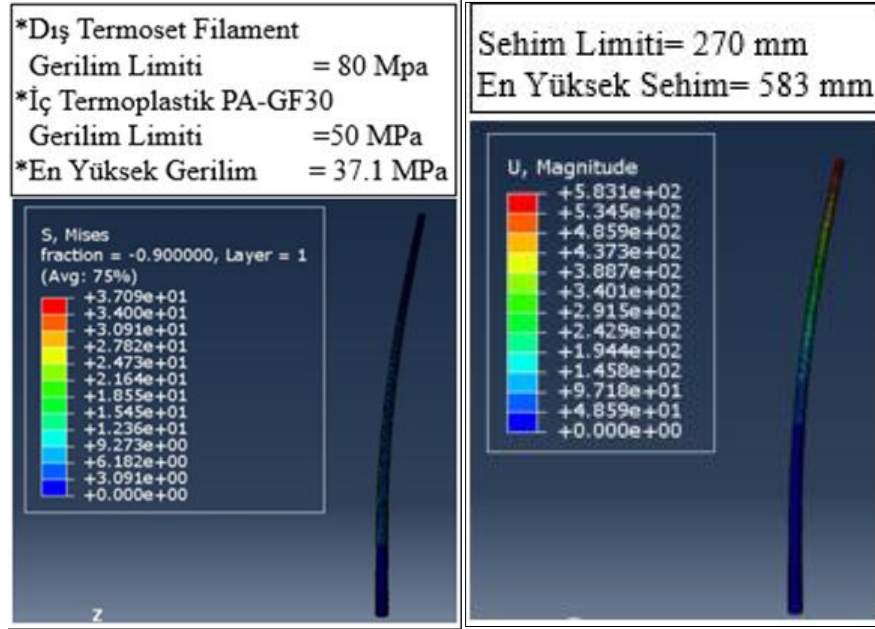 *Dış Termoset Filament
Gerilim Limiti = 80 Mpa
*İç Termoplastik PA-GF30
Gerilim Limiti =50 MPa
*En Yüksek Gerilim = 37.1 MPa
S, Mises
fraction = -0.900000, Layer = 1
(Avg: 75%)
+3.709e+01
+3.400e+01
+3.091e+01
+2.782e+01
+2.473e+01
+2.164e+01
+1.855e+01
+1.545e+01
+1.236e+01
+9.273e+00
+6.182e+00
+3.091e+00
+0.000e+00
Z
Sehim Limiti= 270 mm
En Yüksek Sehim= 583 mm
U, Magnitude
+5.831e+02
+5.345e+02
+4.859e+02
+4.373e+02
+3.887e+02
+3.401e+02
+2.915e+02
+2.429e+02
+1.944e+02
+1.458e+02
+9.718e+01
+4.859e+01
+0.000e+00